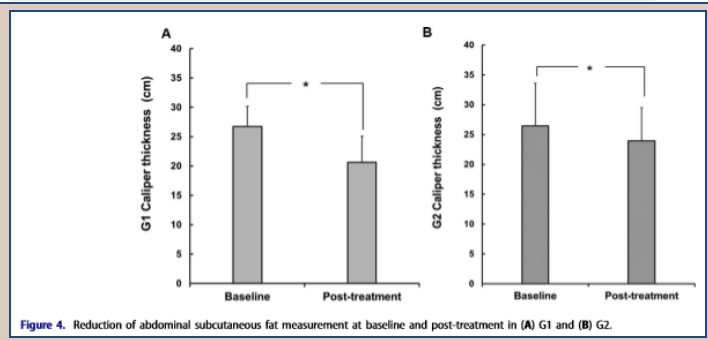 A
G1 Caliper thickness (cm)
40
35
30
25
20
15
10
5
0
*
Baseline Post-treatment
B
G2 Caliper thickness (cm)
40
35
30
25
20
15
10
5
0
*
Baseline Post-treatment
Figure 4. Reduction of abdominal subcutaneous fat measurement at baseline and post-treatment in (A) G1 and (B) G2.